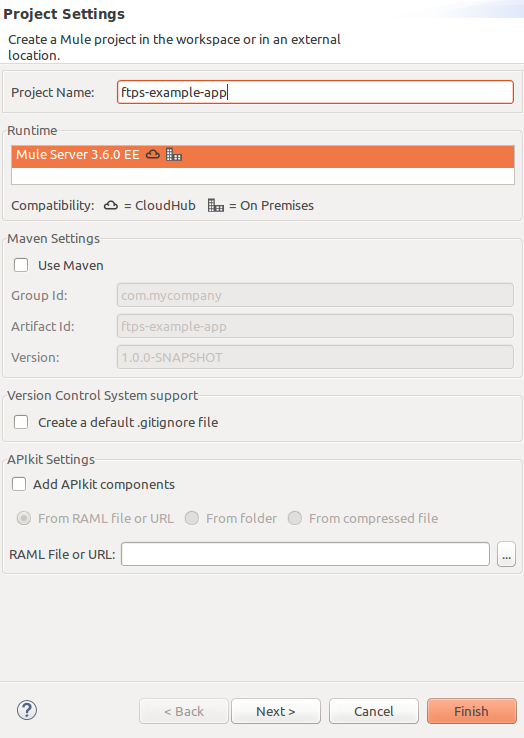 Project Settings
Create a Mule project in the workspace or in an external
location.
Project Name: ftps-example-app
Runtime
Mule Server 3.6.0 EE
Compatibility: = CloudHub = On Premises
Maven Settings
Use Maven
Group Id: com.mycompany
Artifact Id: ftps-example-app
Version: 1.0.0-SNAPSHOT
Version Control System support
Create a default .gitignore file
APIkit Settings
Add APIkit components
From RAML file or URL From folder From compressed file
RAML File or URL: ...
? < Back Next > Cancel Finish